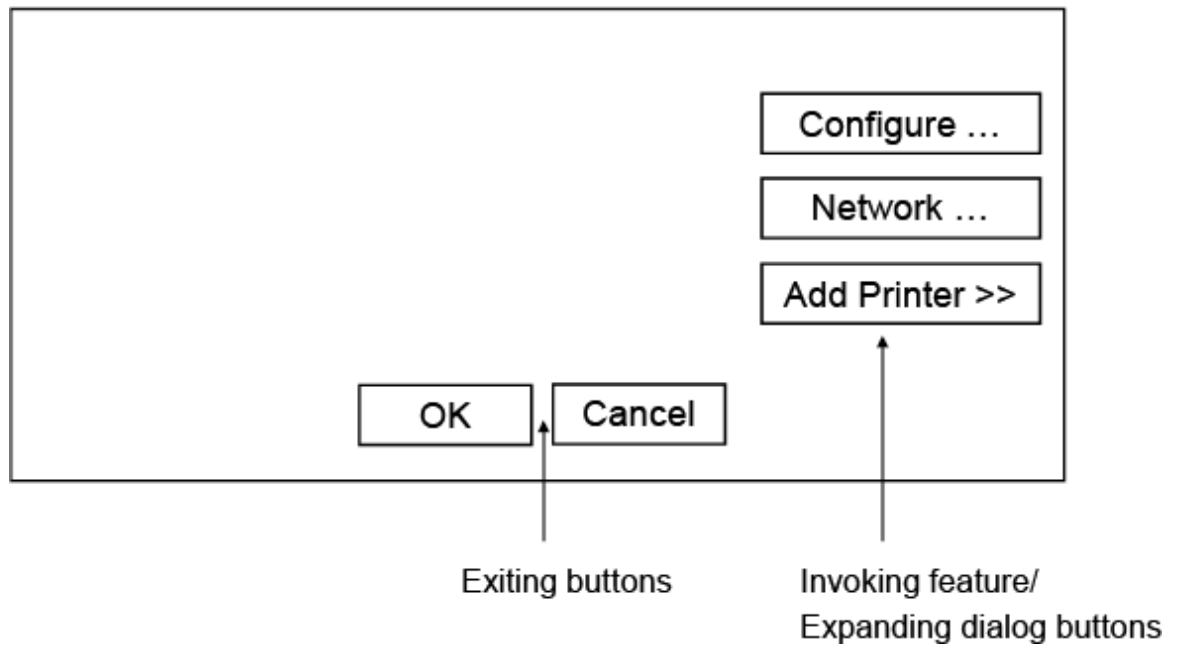 Configure …
Network …
Add Printer >>
OK
Cancel
Exiting buttons
Invoking feature/
Expanding dialog buttons